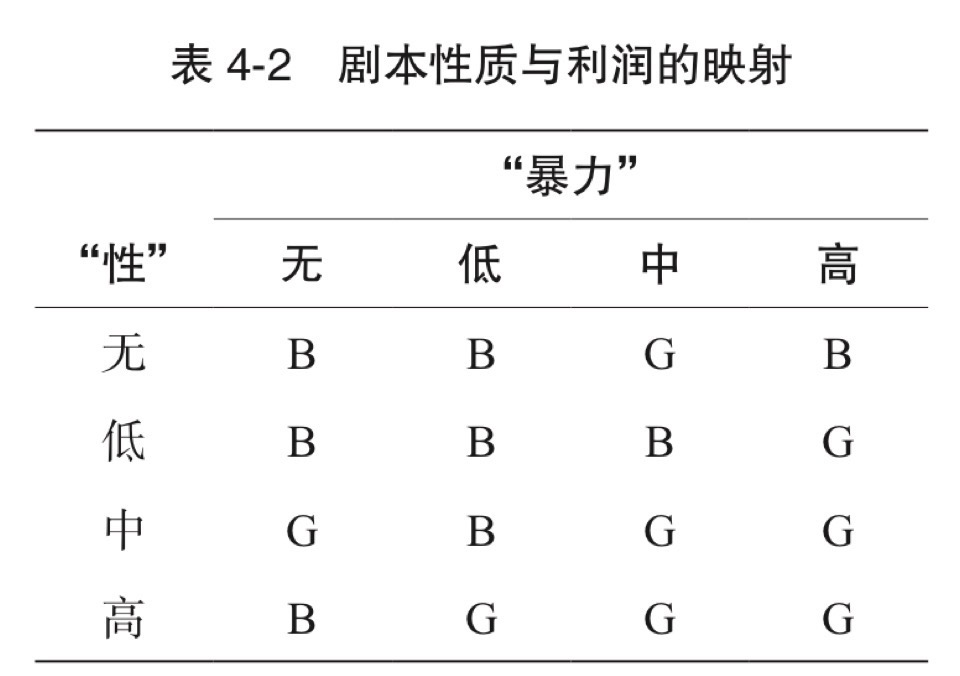 表 4-2 剧本性质与利润的映射
“暴力”
“性” 无 低 中 高
无 B B G B
低 B B B G
中 G B G G
高 B G G G